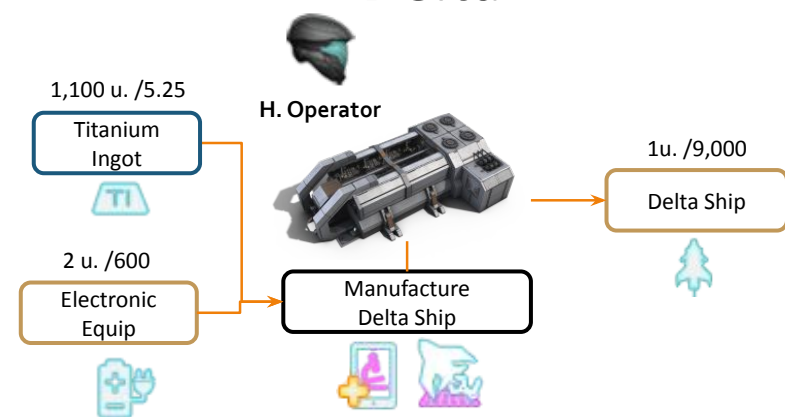 H. Operator
1,100 u. /5.25
Titanium
Ingot
TI
2 u. /600
Electronic
Equip
Manufacture
Delta Ship
1u. /9,000
Delta Ship